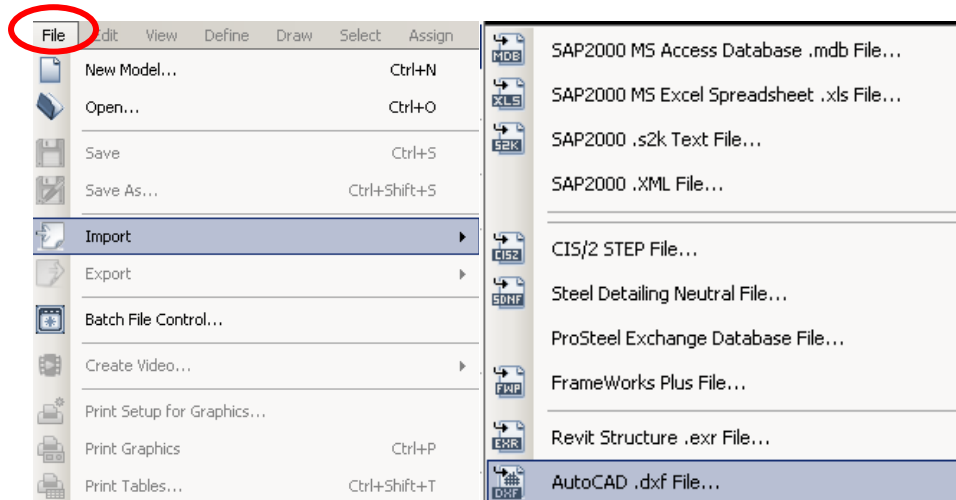 File Edit View Define Draw Select Assign
New Model... Ctrl+N
Open... Ctrl+O
Save Ctrl+S
Save As... Ctrl+Shift+S
Import
Export
Batch File Control...
Create Video...
Print Setup for Graphics...
Print Graphics Ctrl+P
Print Tables... Ctrl+Shift+T
MDB SAP2000 MS Access Database .mdb File...
XLS SAP2000 MS Excel Spreadsheet .xls File...
S2K SAP2000 .s2k Text File...
SAP2000 .XML File...
CIS2 CIS/2 STEP File...
SDNF Steel Detailing Neutral File...
ProSteel Exchange Database File...
FWP FrameWorks Plus File...
EXR Revit Structure .exr File...
DXF AutoCAD .dxf File...